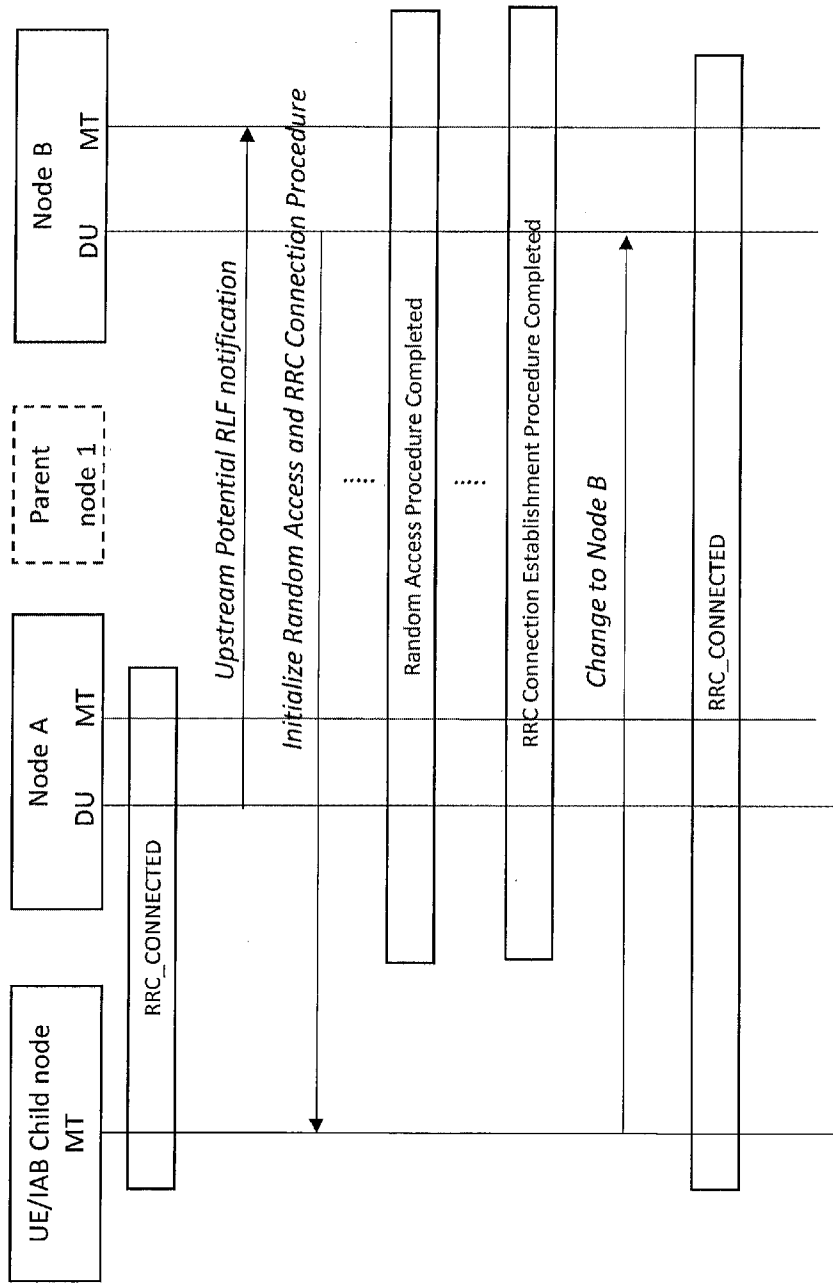 UE/IAB Child node
MT
Node A
DU MT
Parent
node 1
Node B
DU MT
RRC_CONNECTED
Upstream Potential RLF notification
Initialize Random Access and RRC Connection Procedure
.....
Random Access Procedure Completed
.....
RRC Connection Establishment Procedure Completed
Change to Node B
RRC_CONNECTED